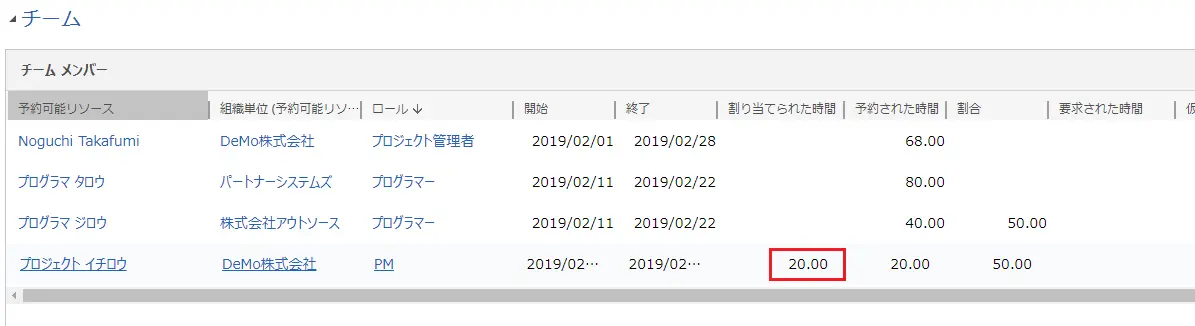 チーム
チーム メンバー
予約可能リソース 組織単位 (予約可能リソ… ロール ↓ 開始 終了 割り当てられた時間 予約された時間 割合 要求された時間 仮
Noguchi Takafumi DeMo株式会社 プロジェクト管理者 2019/02/01 2019/02/28 68.00
プログラマ タロウ パートナーシステムズ プログラマー 2019/02/11 2019/02/22 80.00
プログラマ ジロウ 株式会社アウトソース プログラマー 2019/02/11 2019/02/22 40.00 50.00
プロジェクト イチロウ DeMo株式会社 PM 2019/02… 2019/02… 20.00 20.00 50.00